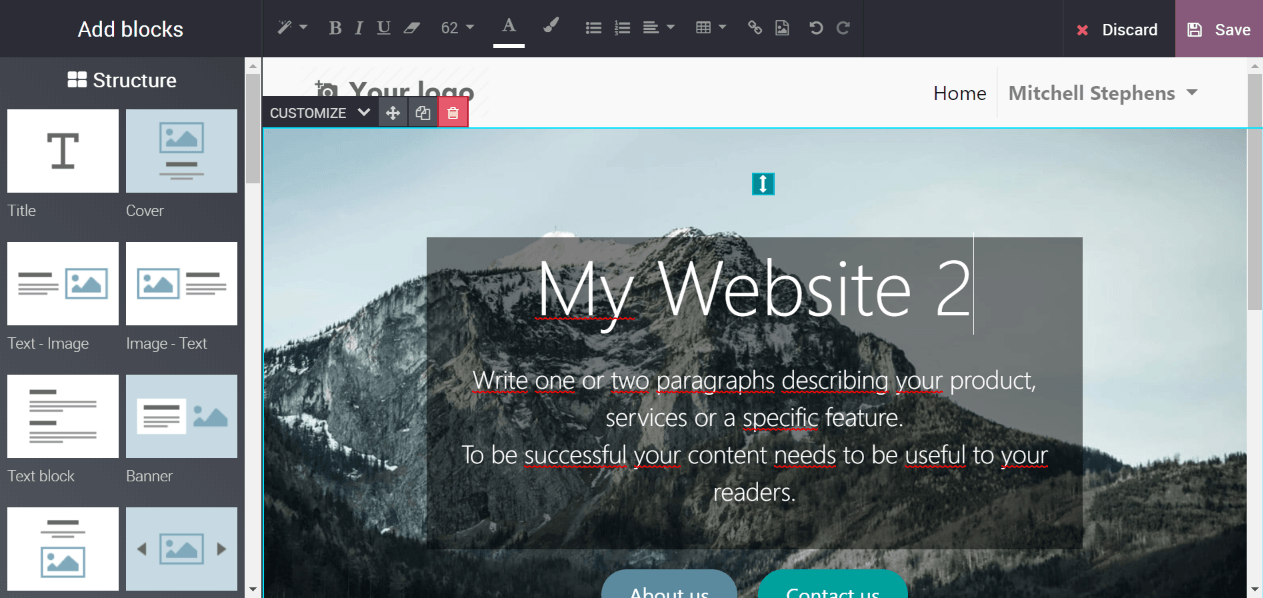 Add blocks
B I U 62 A
Discard
Save
Structure
Your logo
Home
Mitchell Stephens
CUSTOMIZE
Title
Cover
Text - Image
Image - Text
Text block
Banner
My Website 2
Write one or two paragraphs describing your product,
services or a specific feature.
To be successful your content needs to be useful to your
readers.
About us
Contact us